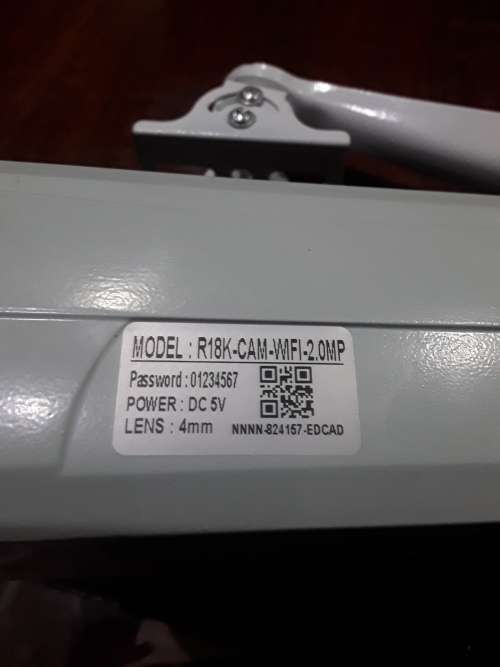 MODEL : R18K-CAM-WIFI-2.0MP
Password : 01234567
POWER : DC 5V
LENS : 4mm
NNNN-824157-EDCAD